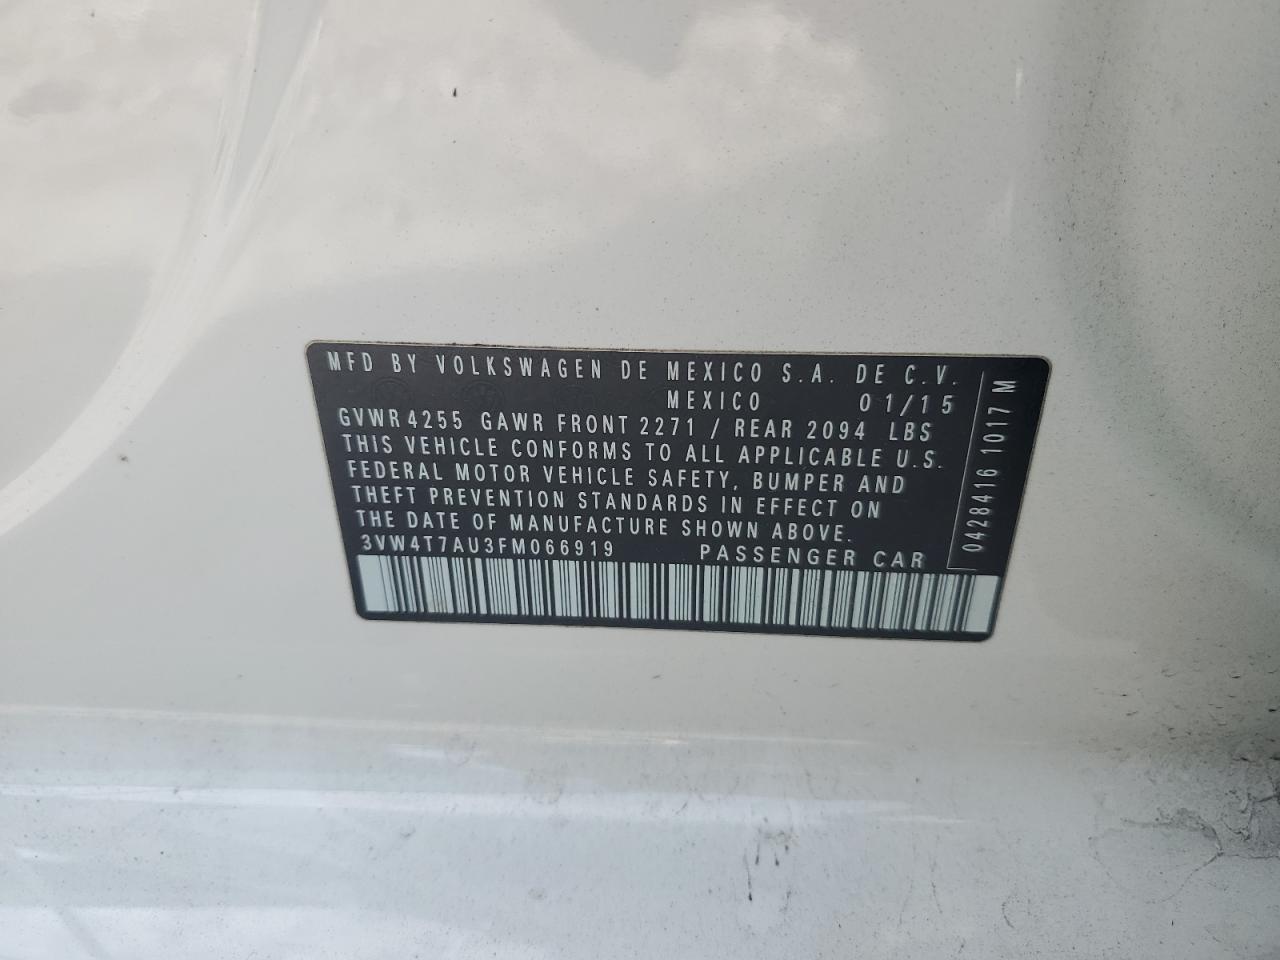 MFD BY VOLKSWAGEN DE MEXICO S.A. DE C.V.
MEXICO 01/15
GVWR 4255 GAWR FRONT 2271 / REAR 2094 LBS
THIS VEHICLE CONFORMS TO ALL APPLICABLE U.S.
FEDERAL MOTOR VEHICLE SAFETY, BUMPER AND
THEFT PREVENTION STANDARDS IN EFFECT ON
THE DATE OF MANUFACTURE SHOWN ABOVE.
3VW4T7AU3FM066919 PASSENGER CAR
0428416 1017 M